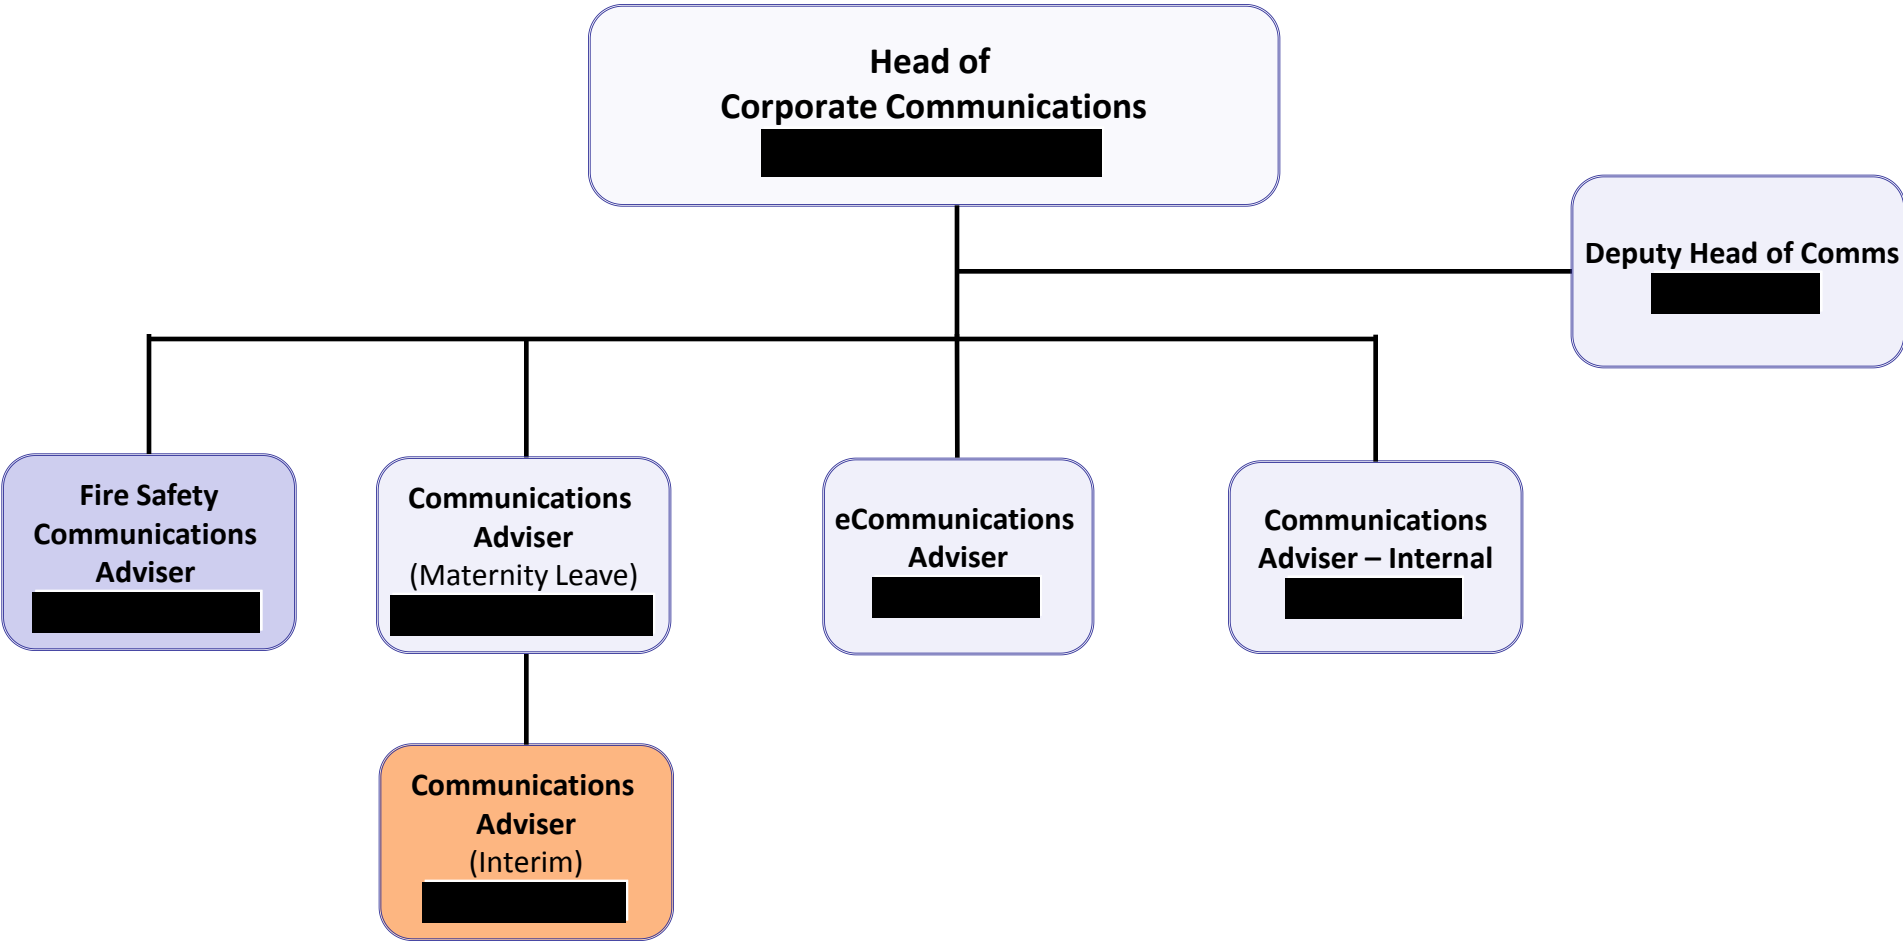 Head of
Corporate Communications
Deputy Head of Comms
Fire Safety
Communications
Adviser
Communications
Adviser
(Maternity Leave)
eCommunications
Adviser
Communications
Adviser – Internal
Communications
Adviser
(Interim)